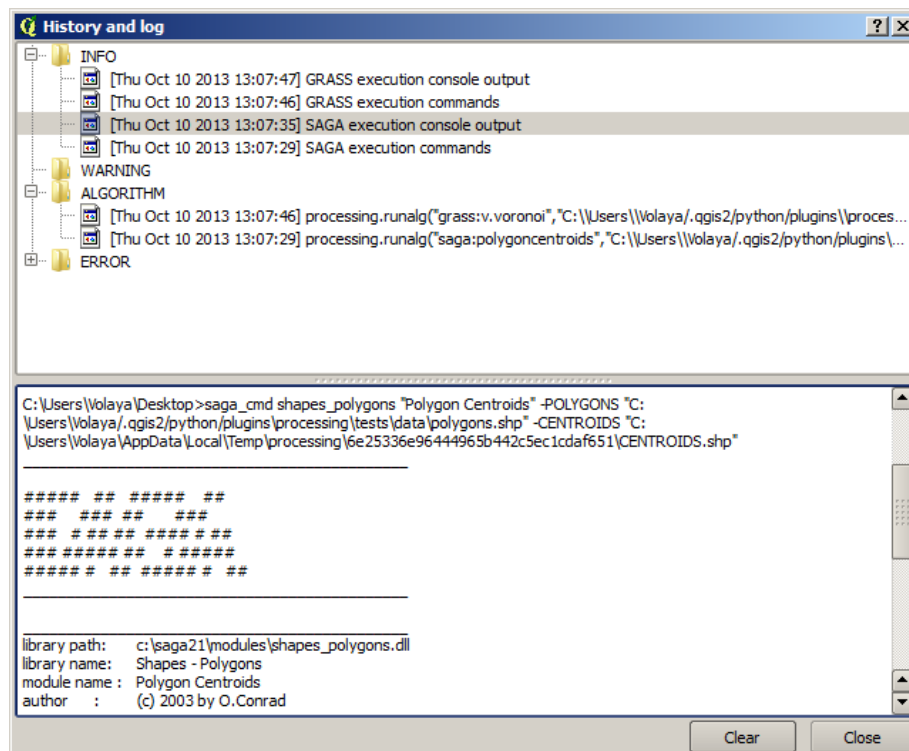 History and log
INFO
[Thu Oct 10 2013 13:07:47] GRASS execution console output
[Thu Oct 10 2013 13:07:46] GRASS execution commands
[Thu Oct 10 2013 13:07:35] SAGA execution console output
[Thu Oct 10 2013 13:07:29] SAGA execution commands
WARNING
ALGORITHM
[Thu Oct 10 2013 13:07:46] processing.runalg("grass:v.voronoi","C:\\Users\\Volaya/.qgis2/python/plugins\\proces...
[Thu Oct 10 2013 13:07:29] processing.runalg("saga:polygoncentroids","C:\\Users\\Volaya/.qgis2/python/plugins\...
ERROR
C:\Users\Volaya\Desktop>saga_cmd shapes_polygons "Polygon Centroids" -POLYGONS "C:
\Users\Volaya/.qgis2/python/plugins\processing\tests\data\polygons.shp" -CENTROIDS "C:
\Users\Volaya\AppData\Local\Temp\processing\6e25336e96444965b442c5ec1cdaf651\CENTROIDS.shp"
_____________________________________________
##### ## ##### ##
### ### ## ###
### # ## ## #### # ##
### ##### ## # #####
##### # ## ##### # ##
_____________________________________________
_____________________________________________
library path: c:\saga21\modules\shapes_polygons.dll
library name: Shapes - Polygons
module name : Polygon Centroids
author : (c) 2003 by O.Conrad
Clear Close